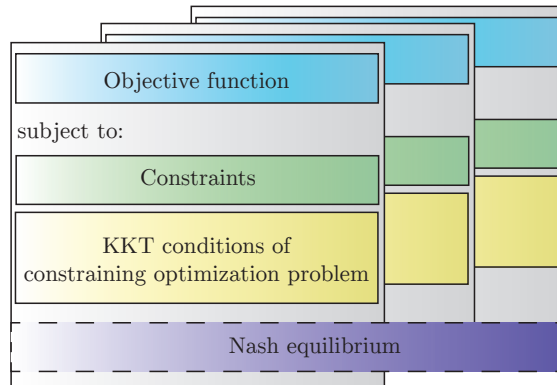 Objective function
subject to:
Constraints
KKT conditions of
constraining optimization problem
Nash equilibrium